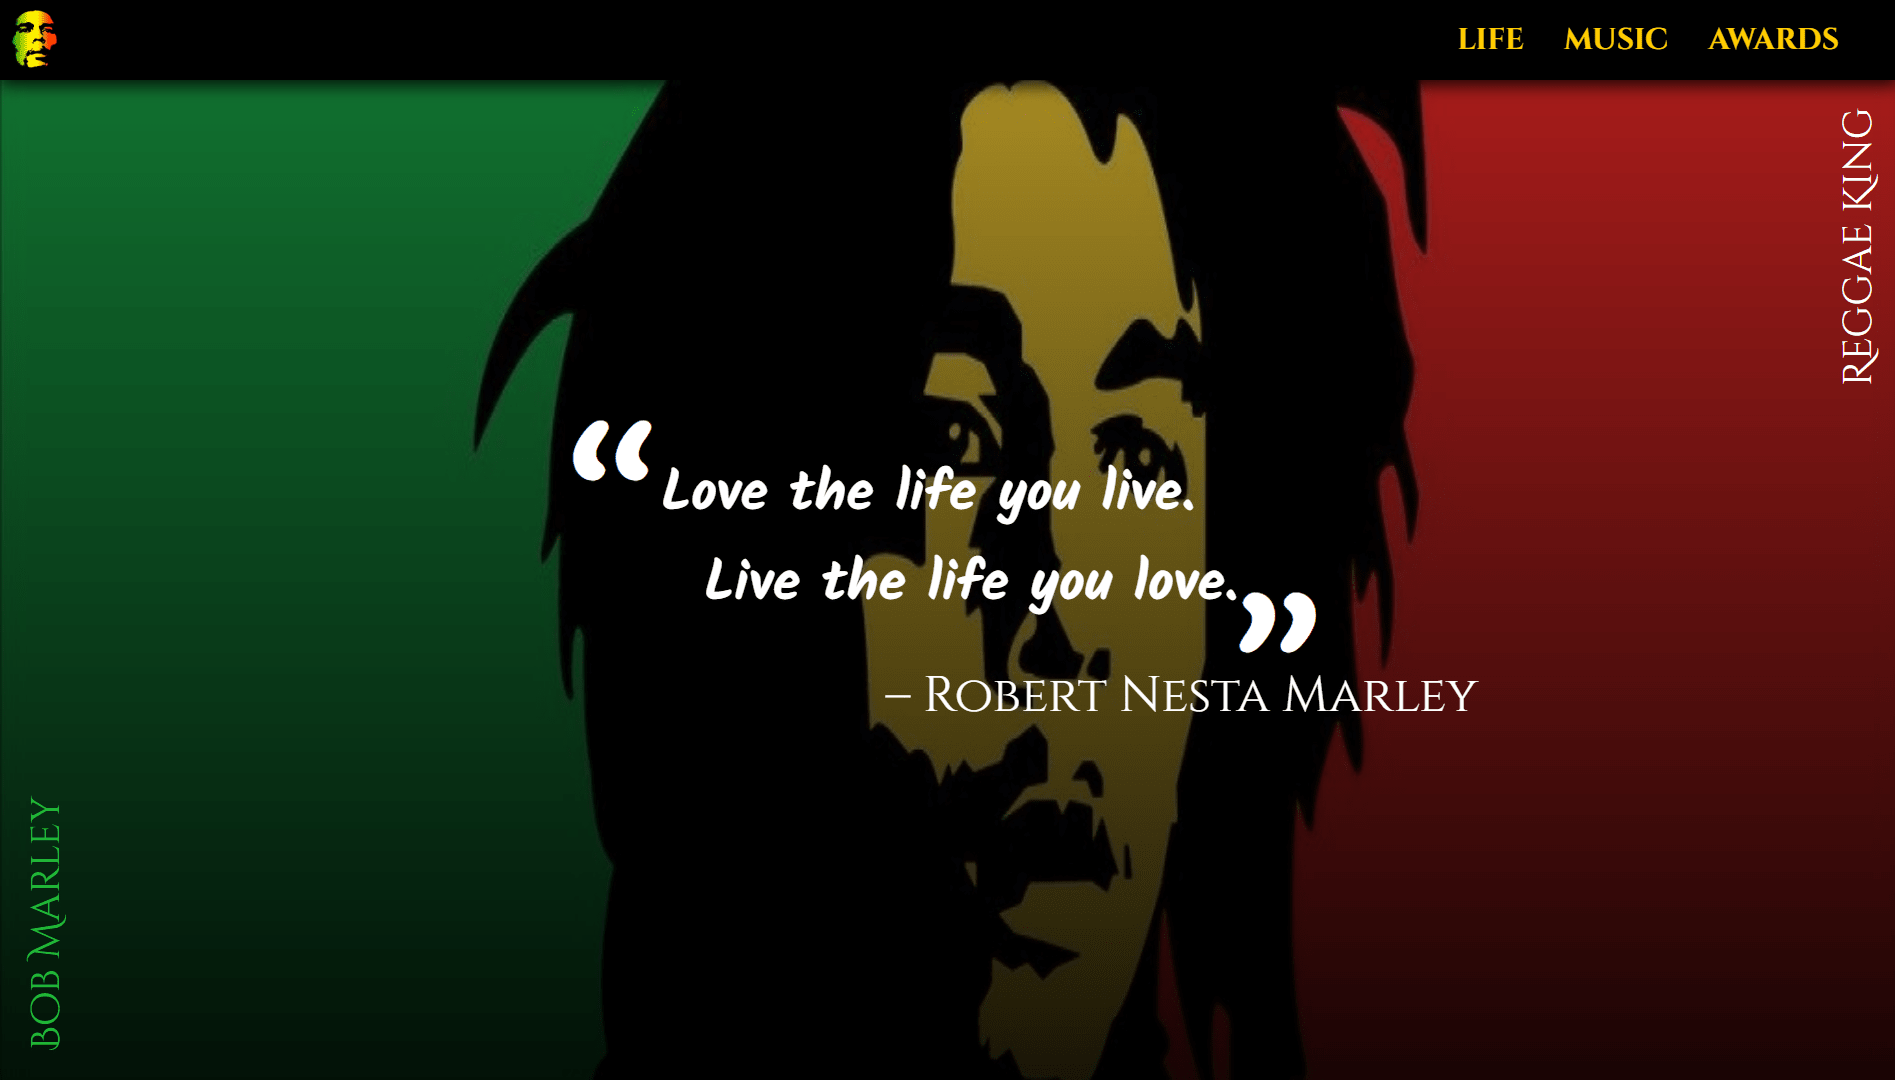 LIFE MUSIC AWARDS
Reggae King
“Love the life you live.
Live the life you love.”
– Robert Nesta Marley
Bob Marley